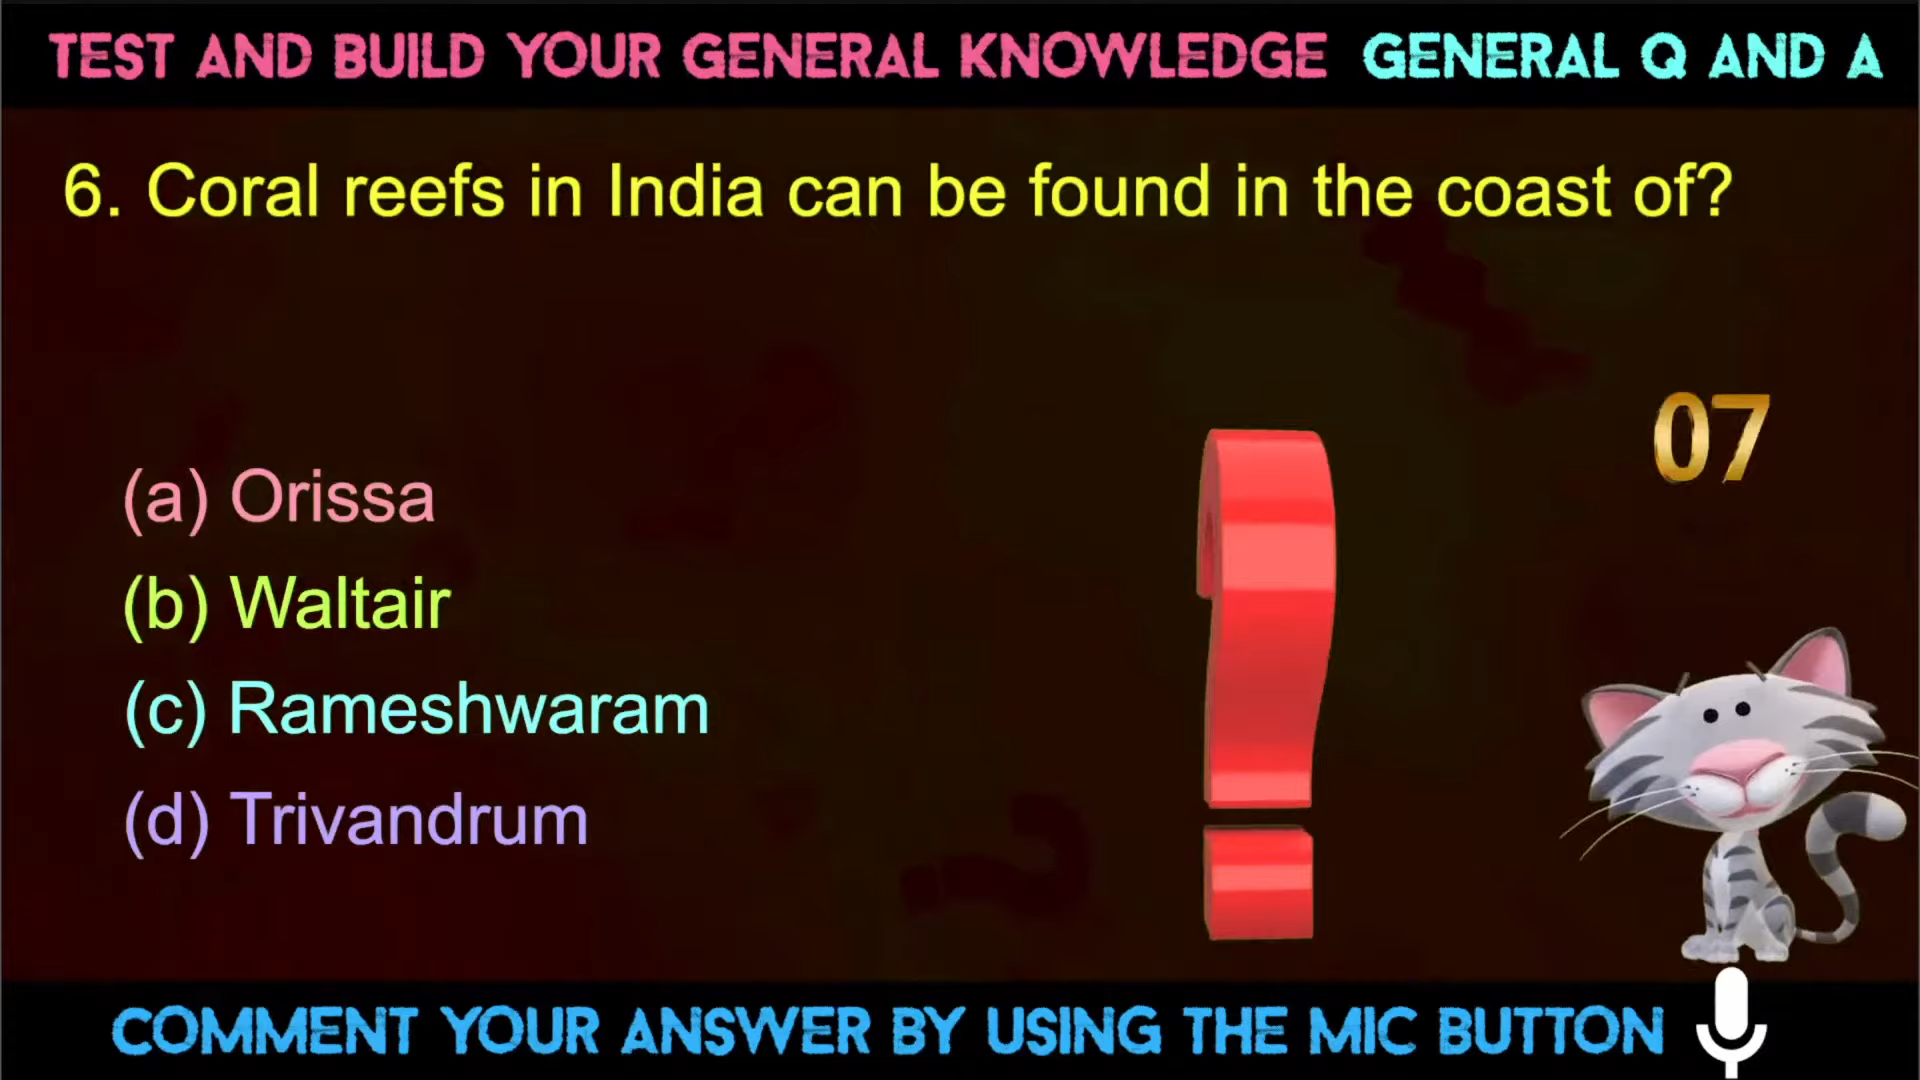 TEST AND BUILD YOUR GENERAL KNOWLEDGE GENERAL Q AND A
6. Coral reefs in India can be found in the coast of?
07
(a) Orissa
(b) Waltair
(c) Rameshwaram
(d) Trivandrum
COMMENT YOUR ANSWER BY USING THE MIC BUTTON